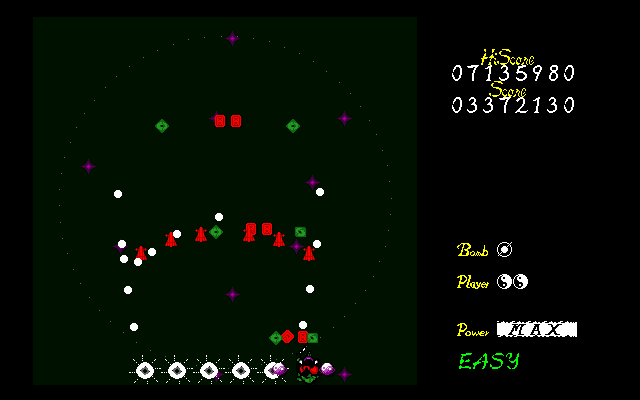 HiScore
07135980
Score
03372130
Bomb
Player
Power MAX
EASY